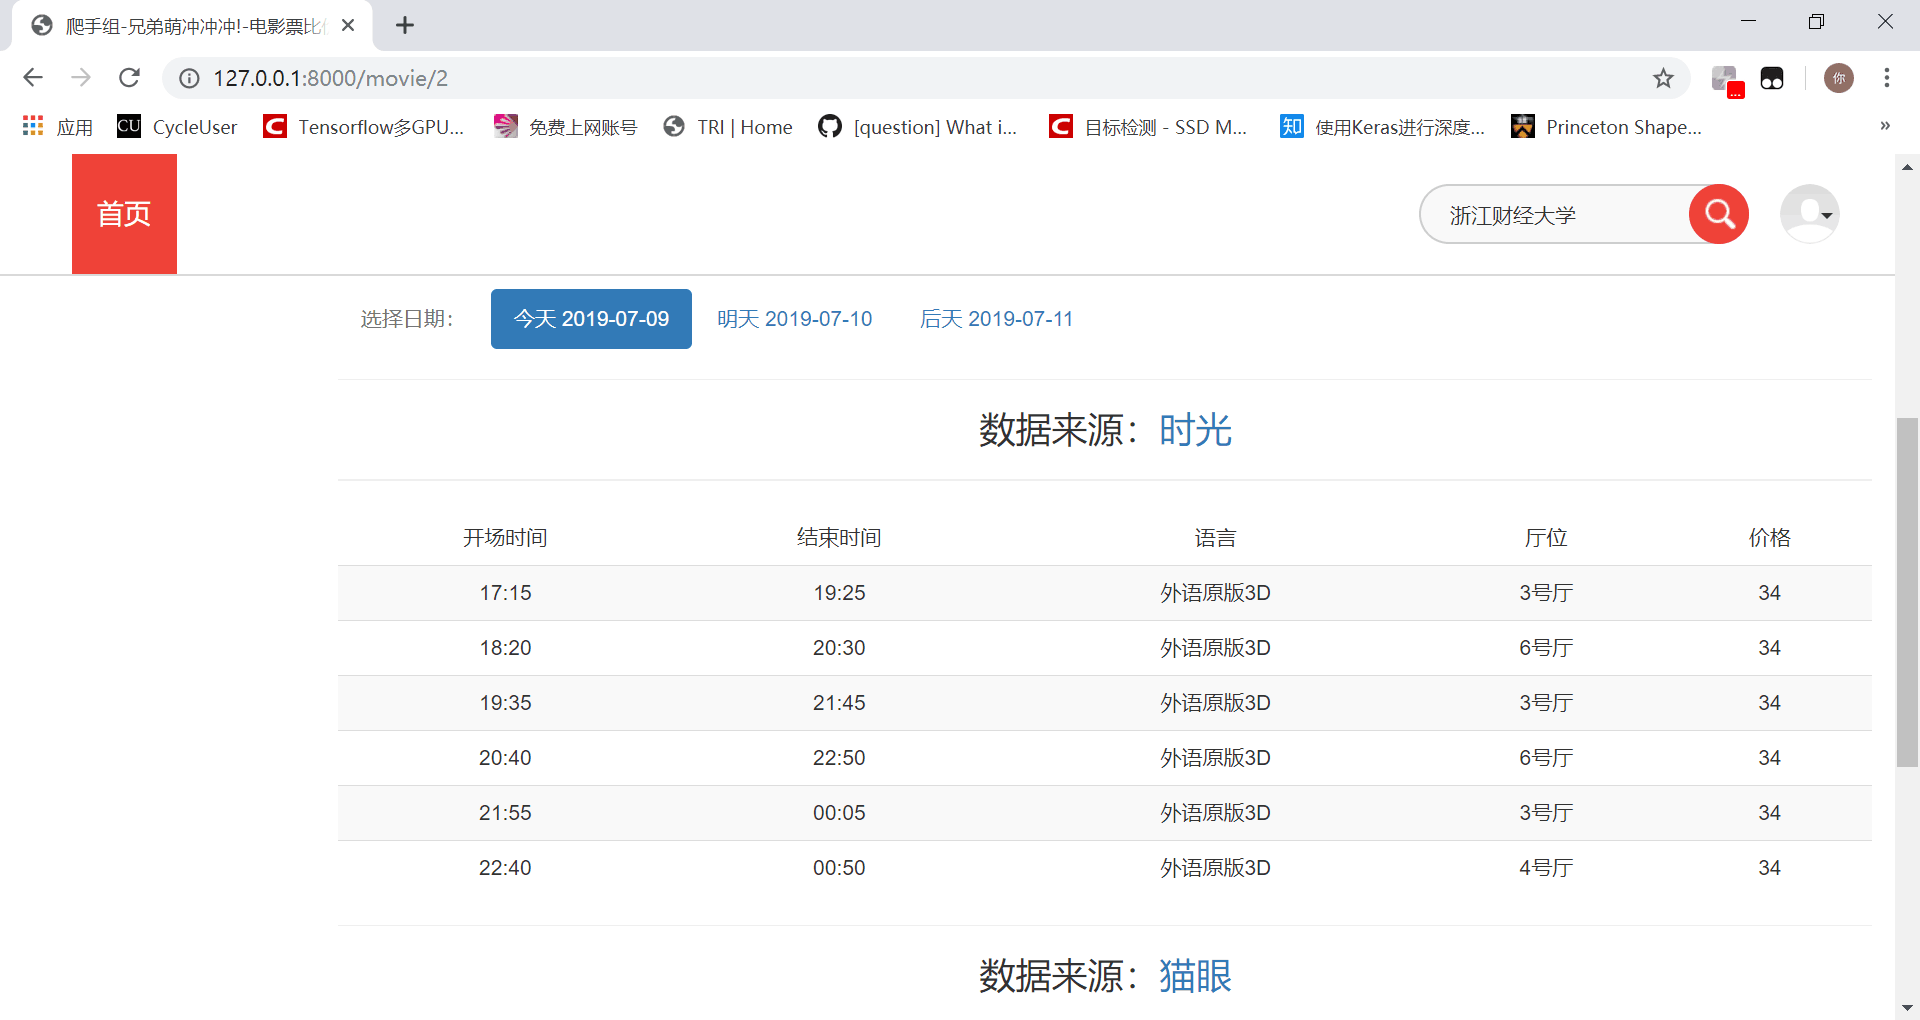 爬手组-兄弟萌冲冲冲!-电影票比
127.0.0.1:8000/movie/2
你
应用 CycleUser Tensorflow多GPU... 免费上网账号 TRI | Home [question] What i... 目标检测 - SSD M... 知 使用Keras进行深度... Princeton Shape... »
首页
浙江财经大学
选择日期： 今天 2019-07-09 明天 2019-07-10 后天 2019-07-11
数据来源：时光
开场时间 结束时间 语言 厅位 价格
17:15 19:25 外语原版3D 3号厅 34
18:20 20:30 外语原版3D 6号厅 34
19:35 21:45 外语原版3D 3号厅 34
20:40 22:50 外语原版3D 6号厅 34
21:55 00:05 外语原版3D 3号厅 34
22:40 00:50 外语原版3D 4号厅 34
数据来源：猫眼